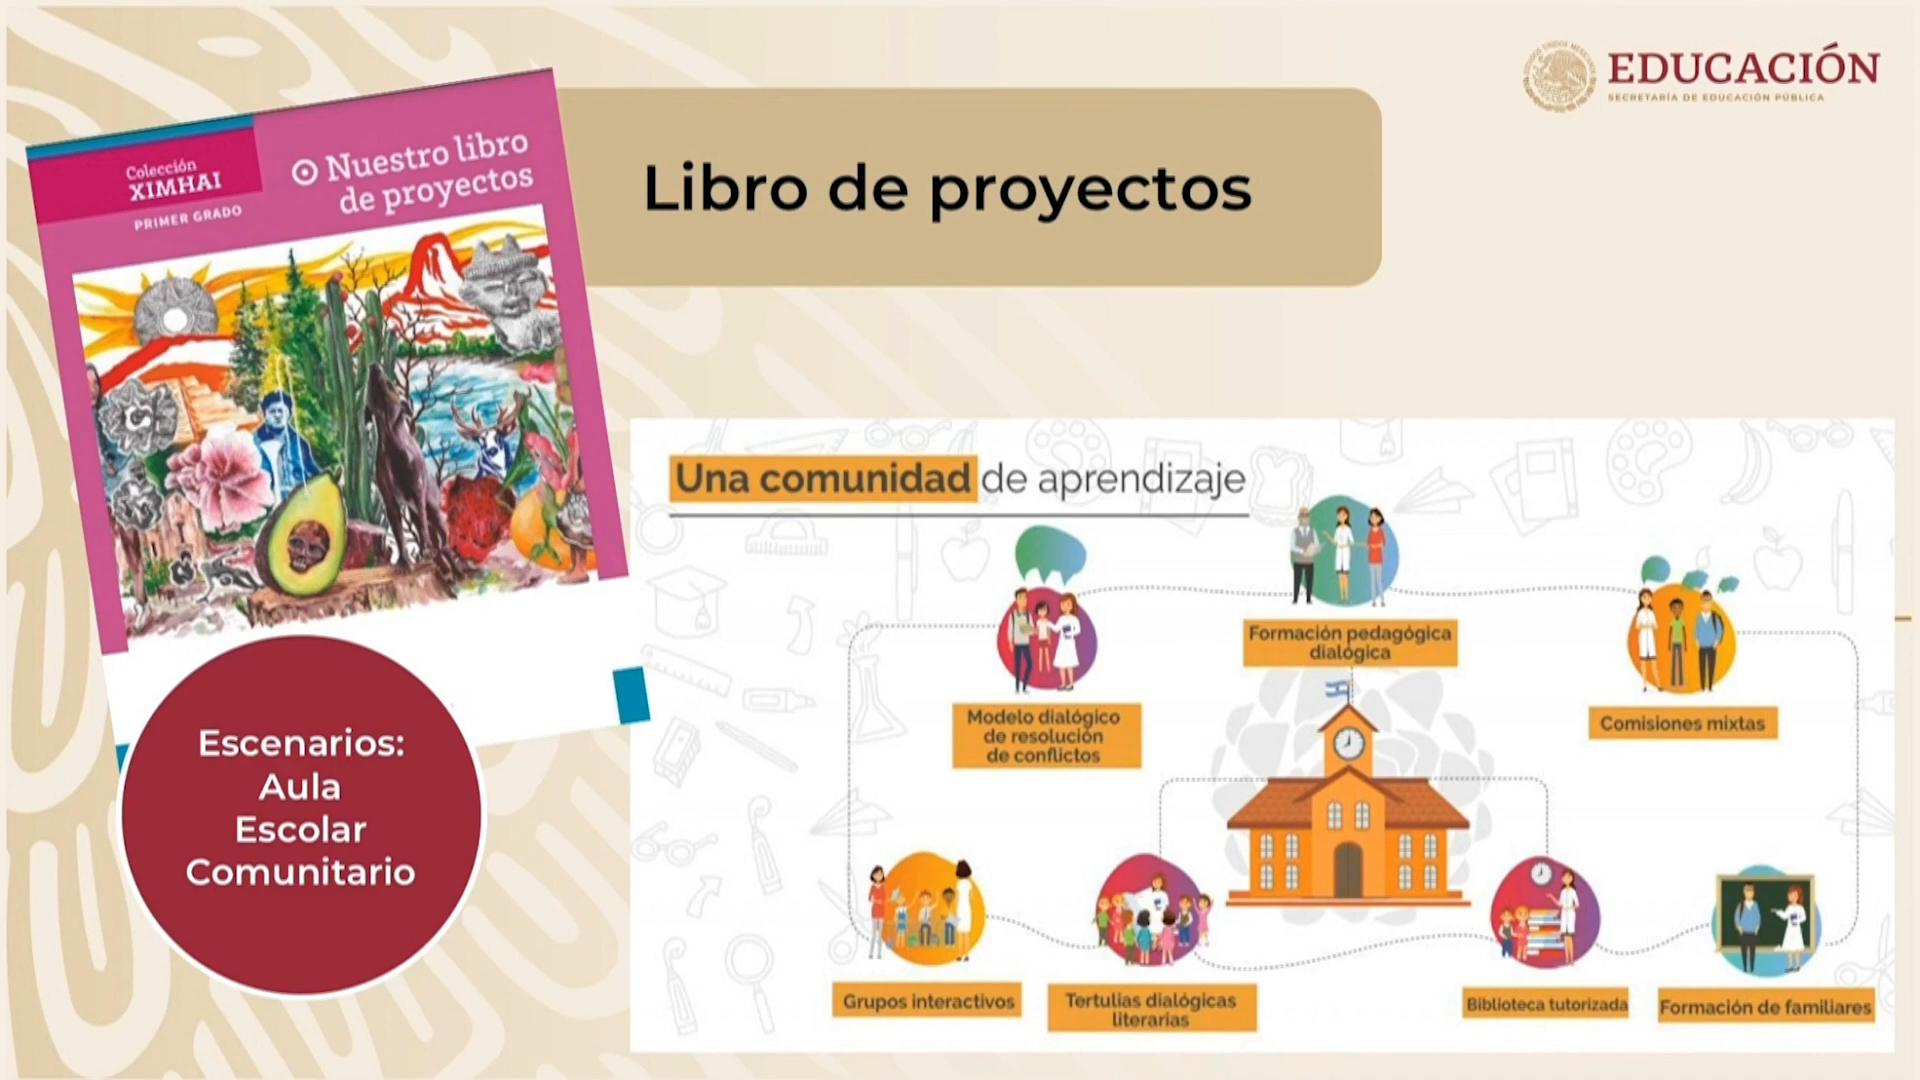 EDUCACIÓN
SECRETARÍA DE EDUCACIÓN PÚBLICA
Colección
XIMHAI
PRIMER GRADO
Nuestro libro
de proyectos
Libro de proyectos
Escenarios:
Aula
Escolar
Comunitario
Una comunidad de aprendizaje
Formación pedagógica
dialógica
Modelo dialógico
de resolución
de conflictos
Comisiones mixtas
Grupos interactivos
Tertulias dialógicas
literarias
Biblioteca tutorizada
Formación de familiares